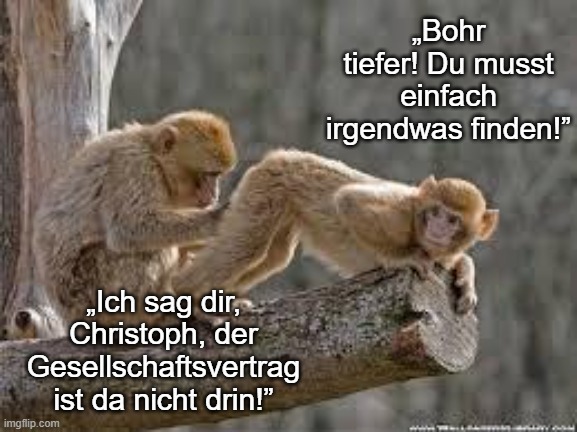 „Bohr
tiefer! Du musst
einfach
irgendwas finden!”
„Ich sag dir,
Christoph, der
Gesellschaftsvertrag
ist da nicht drin!”
imgflip.com